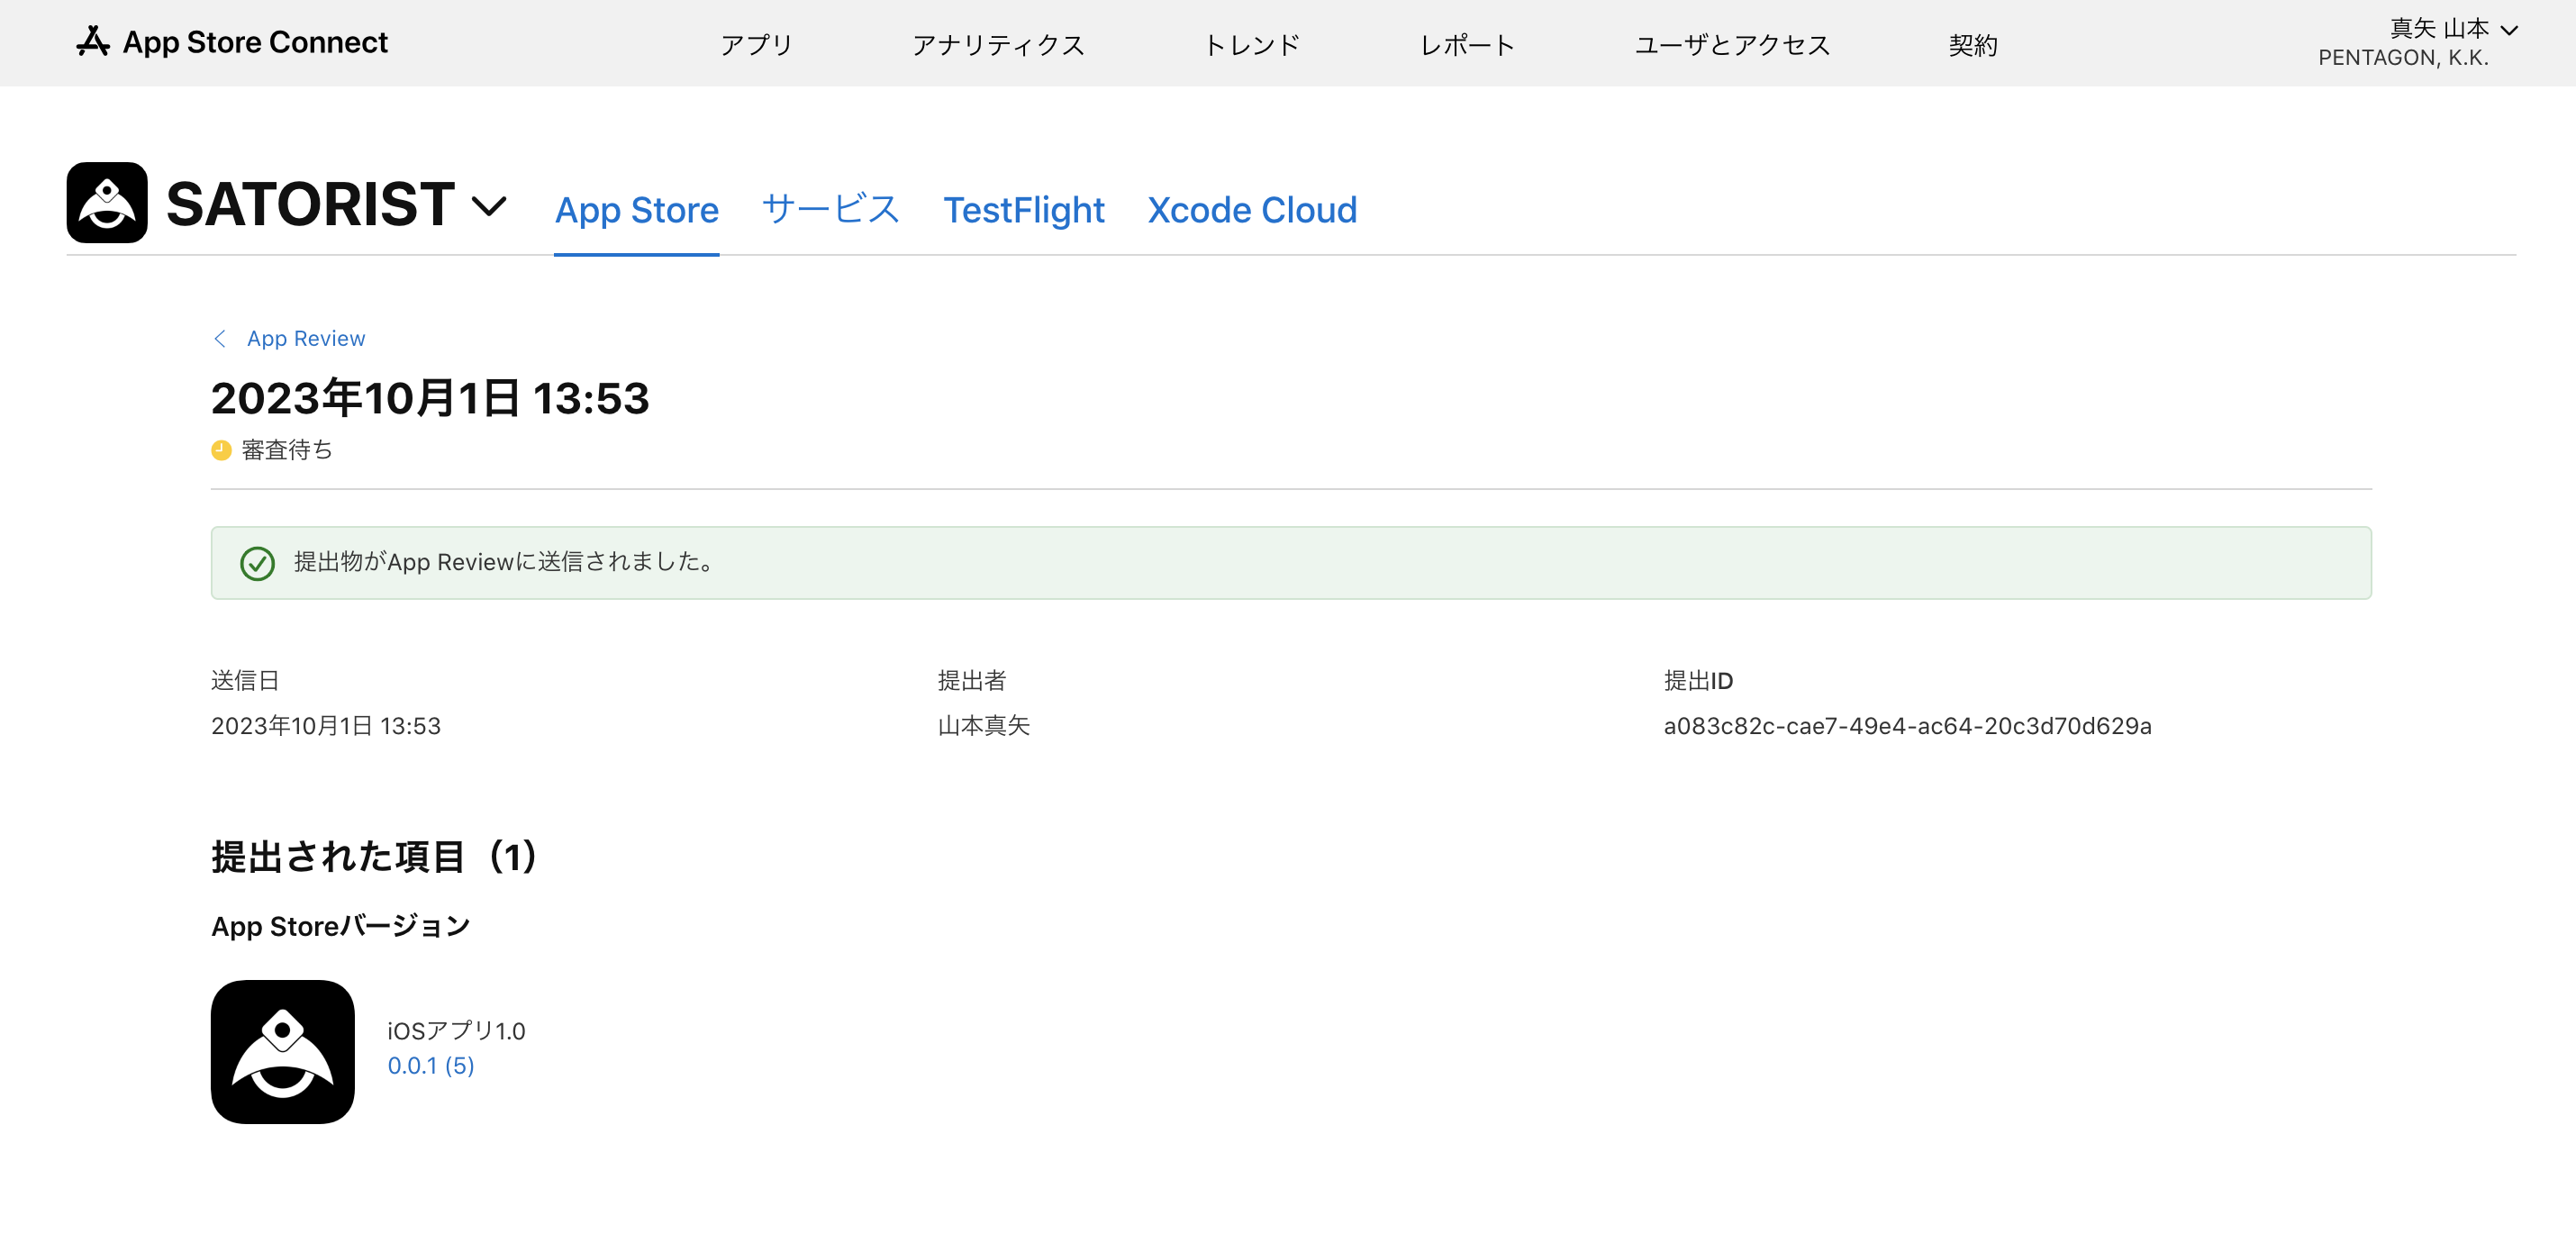 App Store Connect
アプリ
アナリティクス
トレンド
レポート
ユーザとアクセス
契約
真矢 山本
PENTAGON, K.K.
SATORIST
App Store
サービス
TestFlight
Xcode Cloud
App Review
2023年10月1日 13:53
審査待ち
提出物がApp Reviewに送信されました。
送信日
2023年10月1日 13:53
提出者
山本真矢
提出ID
a083c82c-cae7-49e4-ac64-20c3d70d629a
提出された項目（1）
App Storeバージョン
iOSアプリ1.0
0.0.1 (5)